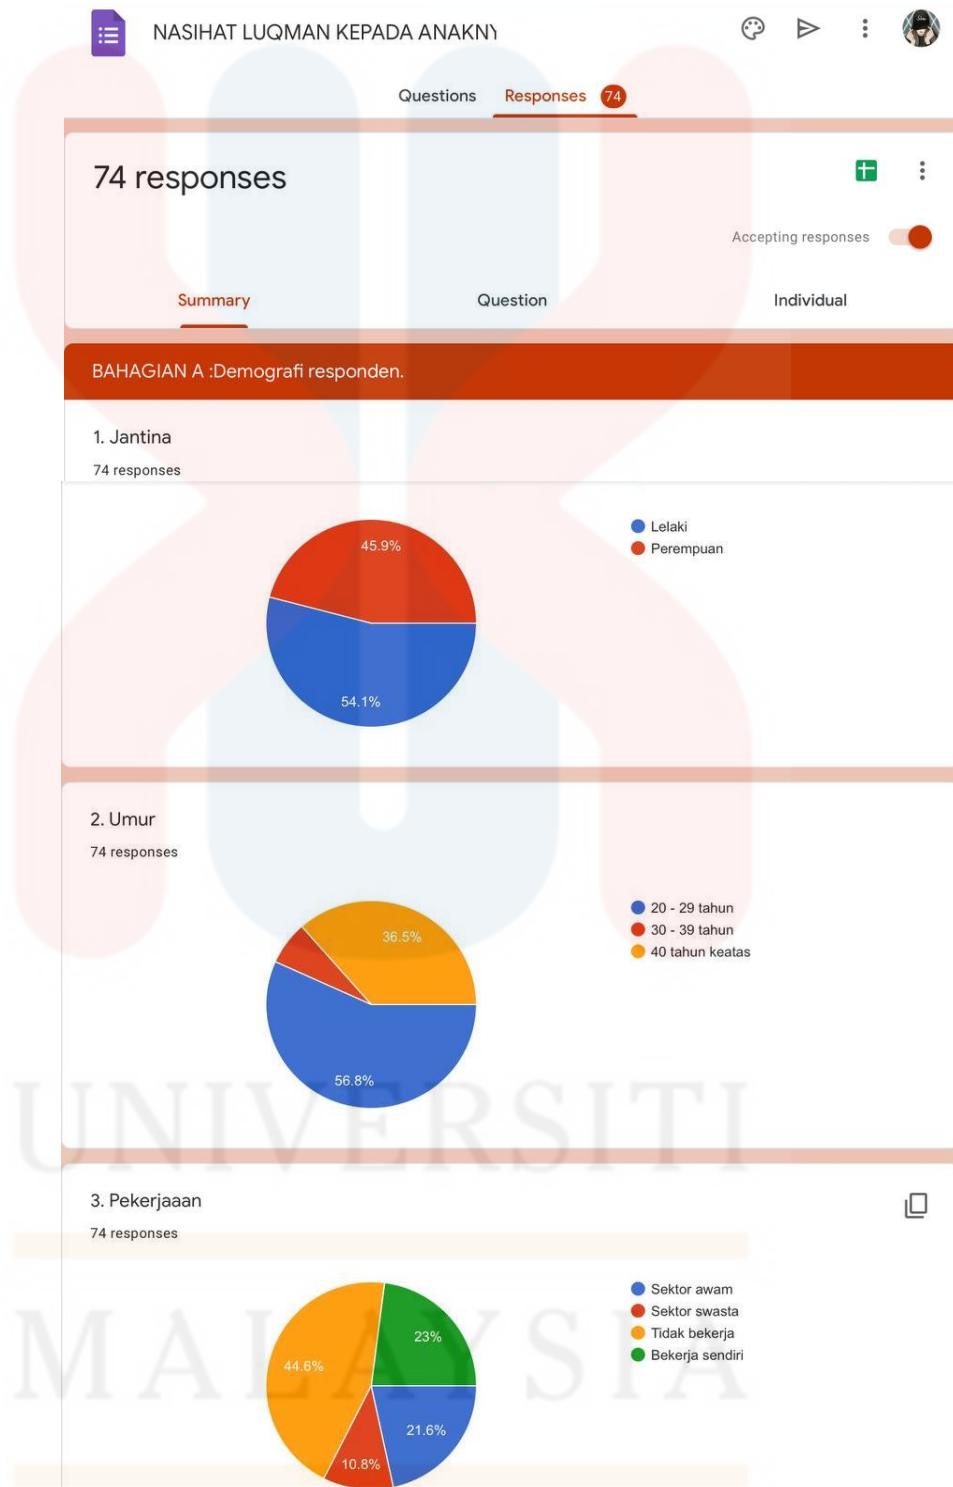 NASIHAT LUQMAN KEPADA ANAKNY
Questions Responses 74
74 responses
Accepting responses
Summary Question Individual
BAHAGIAN A :Demografi responden.
1. Jantina
74 responses
45.9%
54.1%
Lelaki
Perempuan
2. Umur
74 responses
36.5%
56.8%
20 - 29 tahun
30 - 39 tahun
40 tahun keatas
UNIVERSITI
3. Pekerjaaan
74 responses
23%
44.6%
21.6%
10.8%
Sektor awam
Sektor swasta
Tidak bekerja
Bekerja sendiri
MALAYSIA